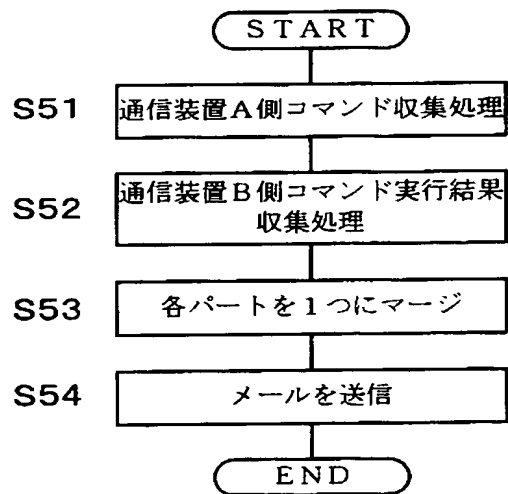 START
S51 通信装置A側コマンド収集処理
S52 通信装置B側コマンド実行結果
収集処理
S53 各パートを1つにマージ
S54 メールを送信
END